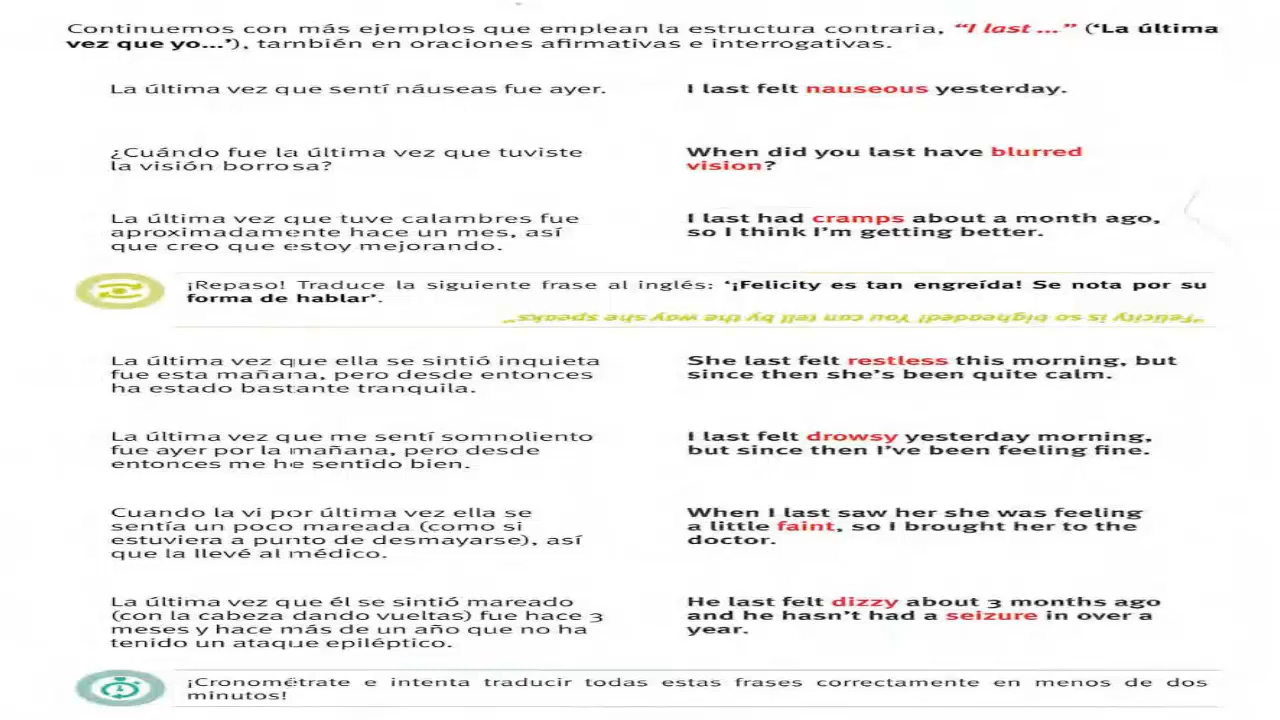 Continuemos con más ejemplos que emplean la estructura contraria, “I last ...” (‘La última
vez que yo...’), también en oraciones afirmativas e interrogativas.
La última vez que sentí náuseas fue ayer.
I last felt nauseous yesterday.
¿Cuándo fue la última vez que tuviste
la visión borrosa?
When did you last have blurred
vision?
La última vez que tuve calambres fue
aproximadamente hace un mes, así
que creo que estoy mejorando.
I last had cramps about a month ago,
so I think I’m getting better.
¡Repaso! Traduce la siguiente frase al inglés: ‘¡Felicity es tan engreída! Se nota por su
forma de hablar’.
“Felicity is so bigheaded! You can tell by the way she speaks”
La última vez que ella se sintió inquieta
fue esta mañana, pero desde entonces
ha estado bastante tranquila.
She last felt restless this morning, but
since then she’s been quite calm.
La última vez que me sentí somnoliento
fue ayer por la mañana, pero desde
entonces me he sentido bien.
I last felt drowsy yesterday morning,
but since then I’ve been feeling fine.
Cuando la vi por última vez ella se
sentía un poco mareada (como si
estuviera a punto de desmayarse), así
que la llevé al médico.
When I last saw her she was feeling
a little faint, so I brought her to the
doctor.
La última vez que él se sintió mareado
(con la cabeza dando vueltas) fue hace 3
meses y hace más de un año que no ha
tenido un ataque epiléptico.
He last felt dizzy about 3 months ago
and he hasn’t had a seizure in over a
year.
¡Cronométrate e intenta traducir todas estas frases correctamente en menos de dos
minutos!